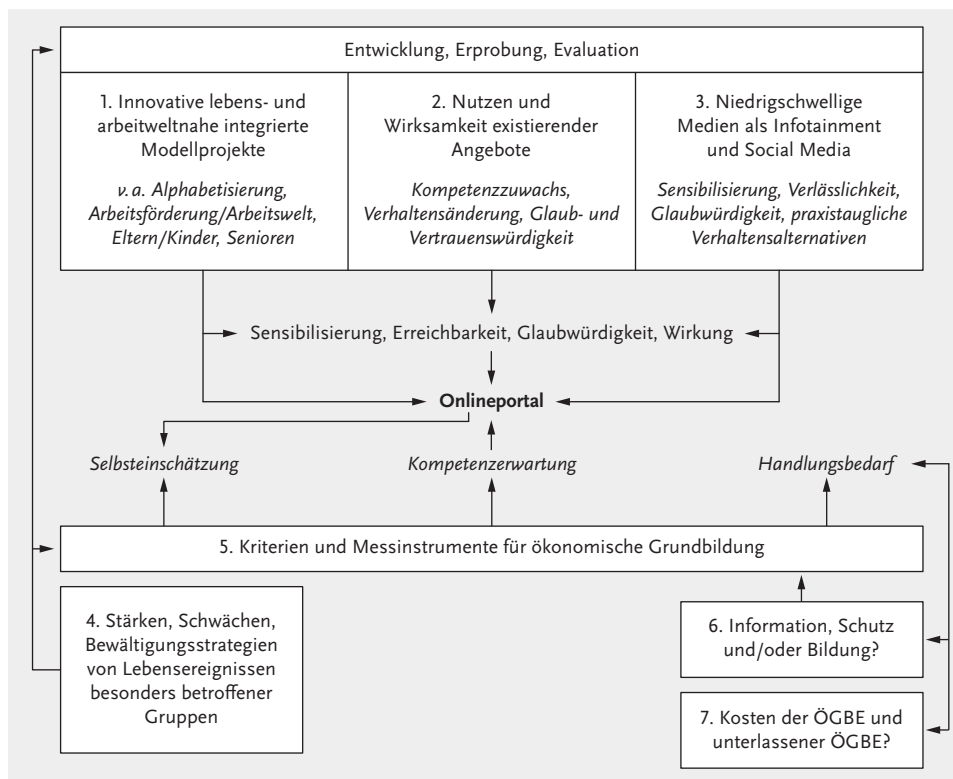 Entwicklung, Erprobung, Evaluation
1. Innovative lebens- und
arbeitweltnahe integrierte
Modellprojekte
v. a. Alphabetisierung,
Arbeitsförderung/Arbeitswelt,
Eltern/Kinder, Senioren
2. Nutzen und
Wirksamkeit existierender
Angebote
Kompetenzzuwachs,
Verhaltensänderung, Glaub- und
Vertrauenswürdigkeit
3. Niedrigschwellige
Medien als Infotainment
und Social Media
Sensibilisierung, Verlässlichkeit,
Glaubwürdigkeit, praxistaugliche
Verhaltensalternativen
Sensibilisierung, Erreichbarkeit, Glaubwürdigkeit, Wirkung
Onlineportal
Selbsteinschätzung
Kompetenzerwartung
Handlungsbedarf
5. Kriterien und Messinstrumente für ökonomische Grundbildung
4. Stärken, Schwächen,
Bewältigungsstrategien
von Lebensereignissen
besonders betroffener
Gruppen
6. Information, Schutz
und/oder Bildung?
7. Kosten der ÖGBE und
unterlassener ÖGBE?